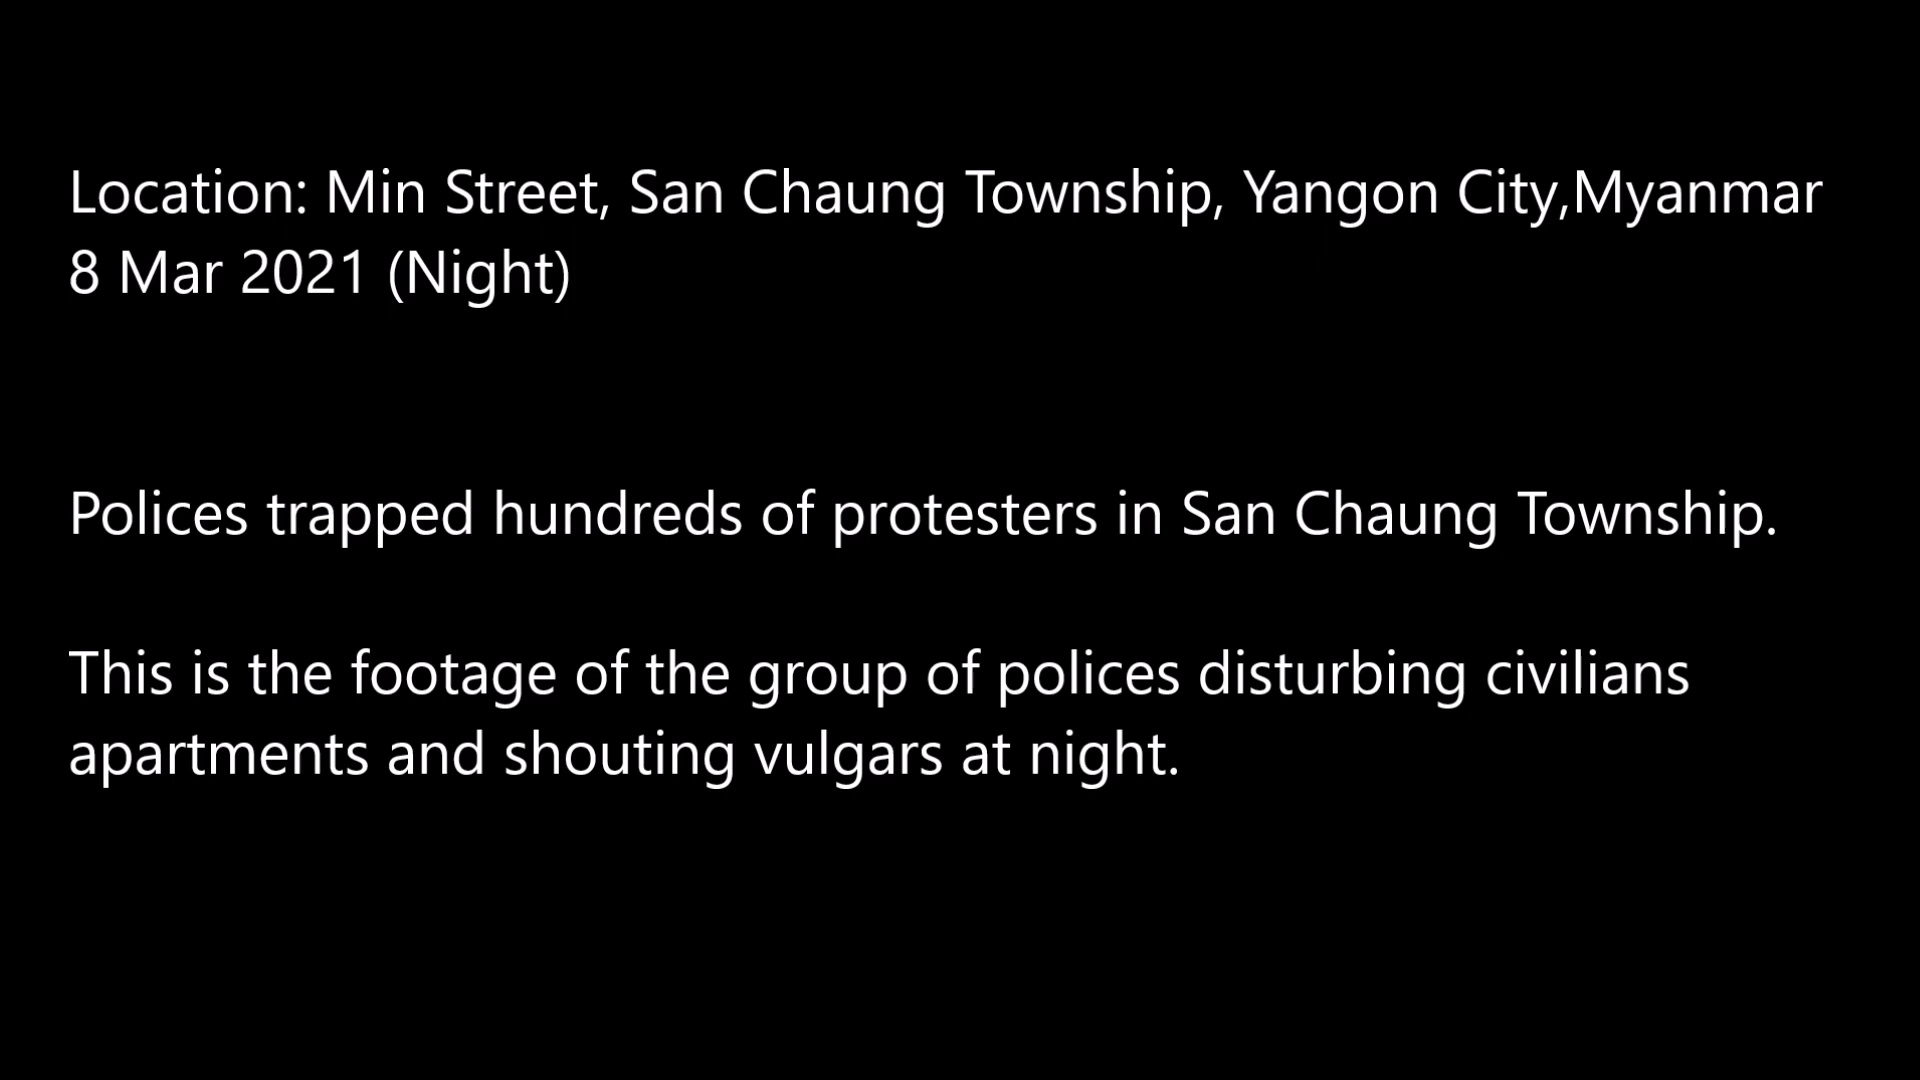 Location: Min Street, San Chaung Township, Yangon City,Myanmar
8 Mar 2021 (Night)
Polices trapped hundreds of protesters in San Chaung Township.
This is the footage of the group of polices disturbing civilians
apartments and shouting vulgars at night.